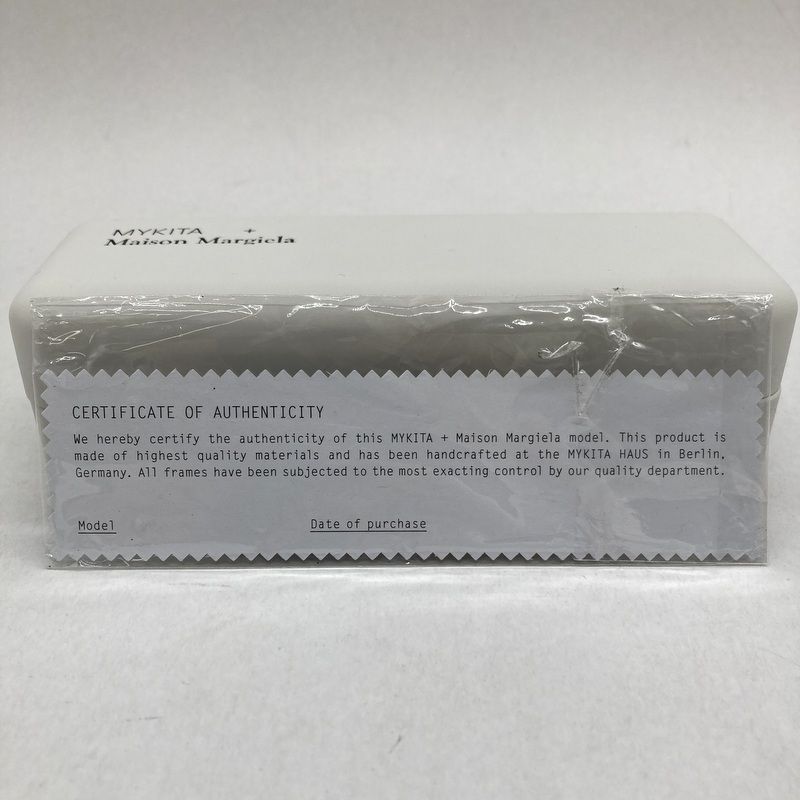 MYKITA +
Maison Margiela
CERTIFICATE OF AUTHENTICITY
We hereby certify the authenticity of this MYKITA + Maison Margiela model. This product is
made of highest quality materials and has been handcrafted at the MYKITA HAUS in Berlin,
Germany. All frames have been subjected to the most exacting control by our quality department.
Model Date of purchase